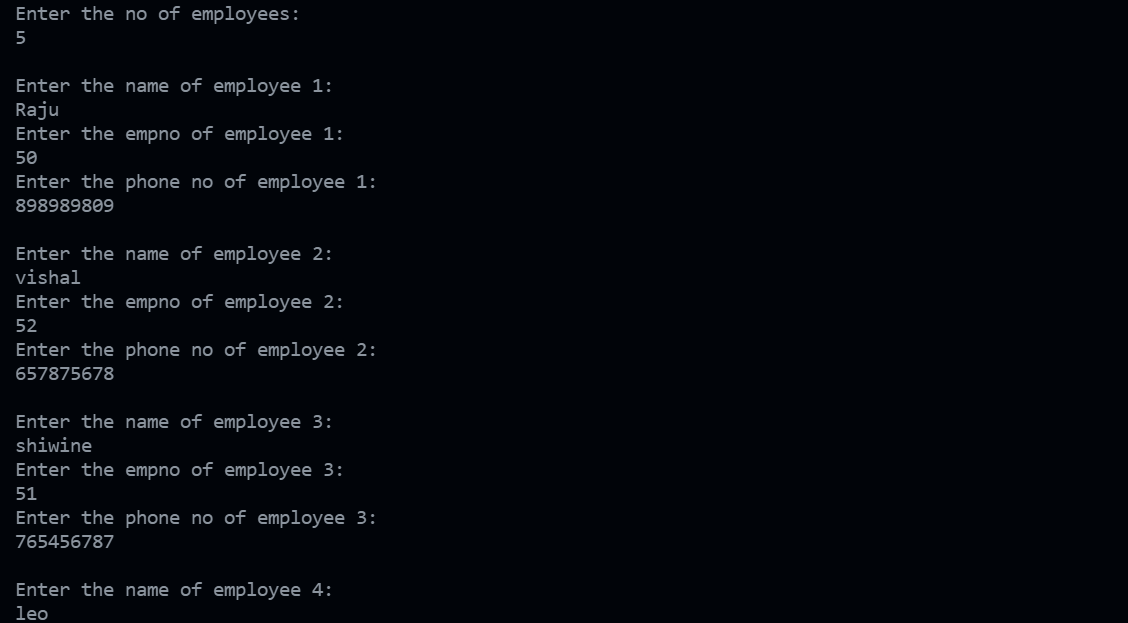 Enter the no of employees:
5
Enter the name of employee 1:
Raju
Enter the empno of employee 1:
50
Enter the phone no of employee 1:
898989809
Enter the name of employee 2:
vishal
Enter the empno of employee 2:
52
Enter the phone no of employee 2:
657875678
Enter the name of employee 3:
shiwine
Enter the empno of employee 3:
51
Enter the phone no of employee 3:
765456787
Enter the name of employee 4:
leo